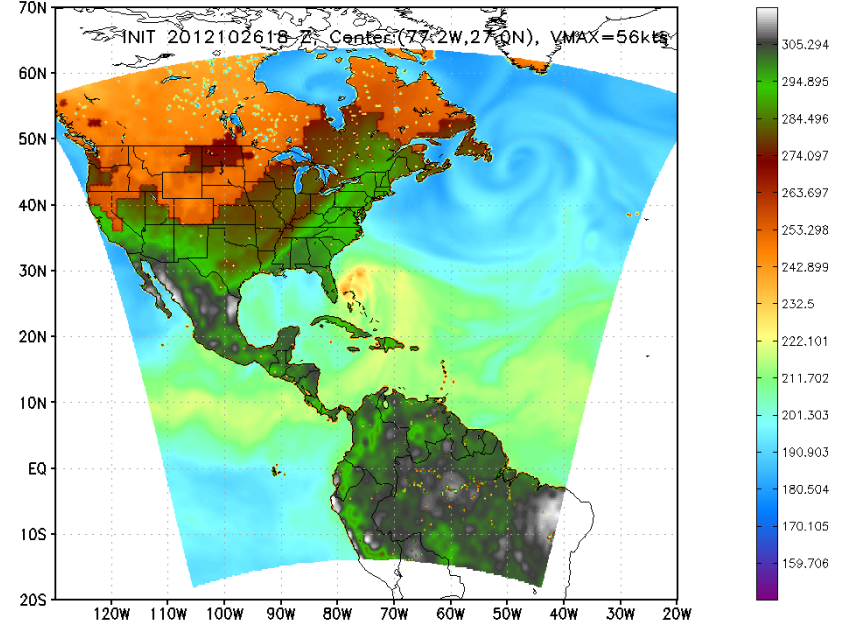 70N
INIT 2012102618 Z, Center:(77.2W,27.0N), VMAX=56kts
60N
50N
40N
30N
20N
10N
EQ
10S
20S
120W 110W 100W 90W 80W 70W 60W 50W 40W 30W 20W
305.294
294.895
284.496
274.097
263.697
253.298
242.899
232.5
222.101
211.702
201.303
190.903
180.504
170.105
159.706